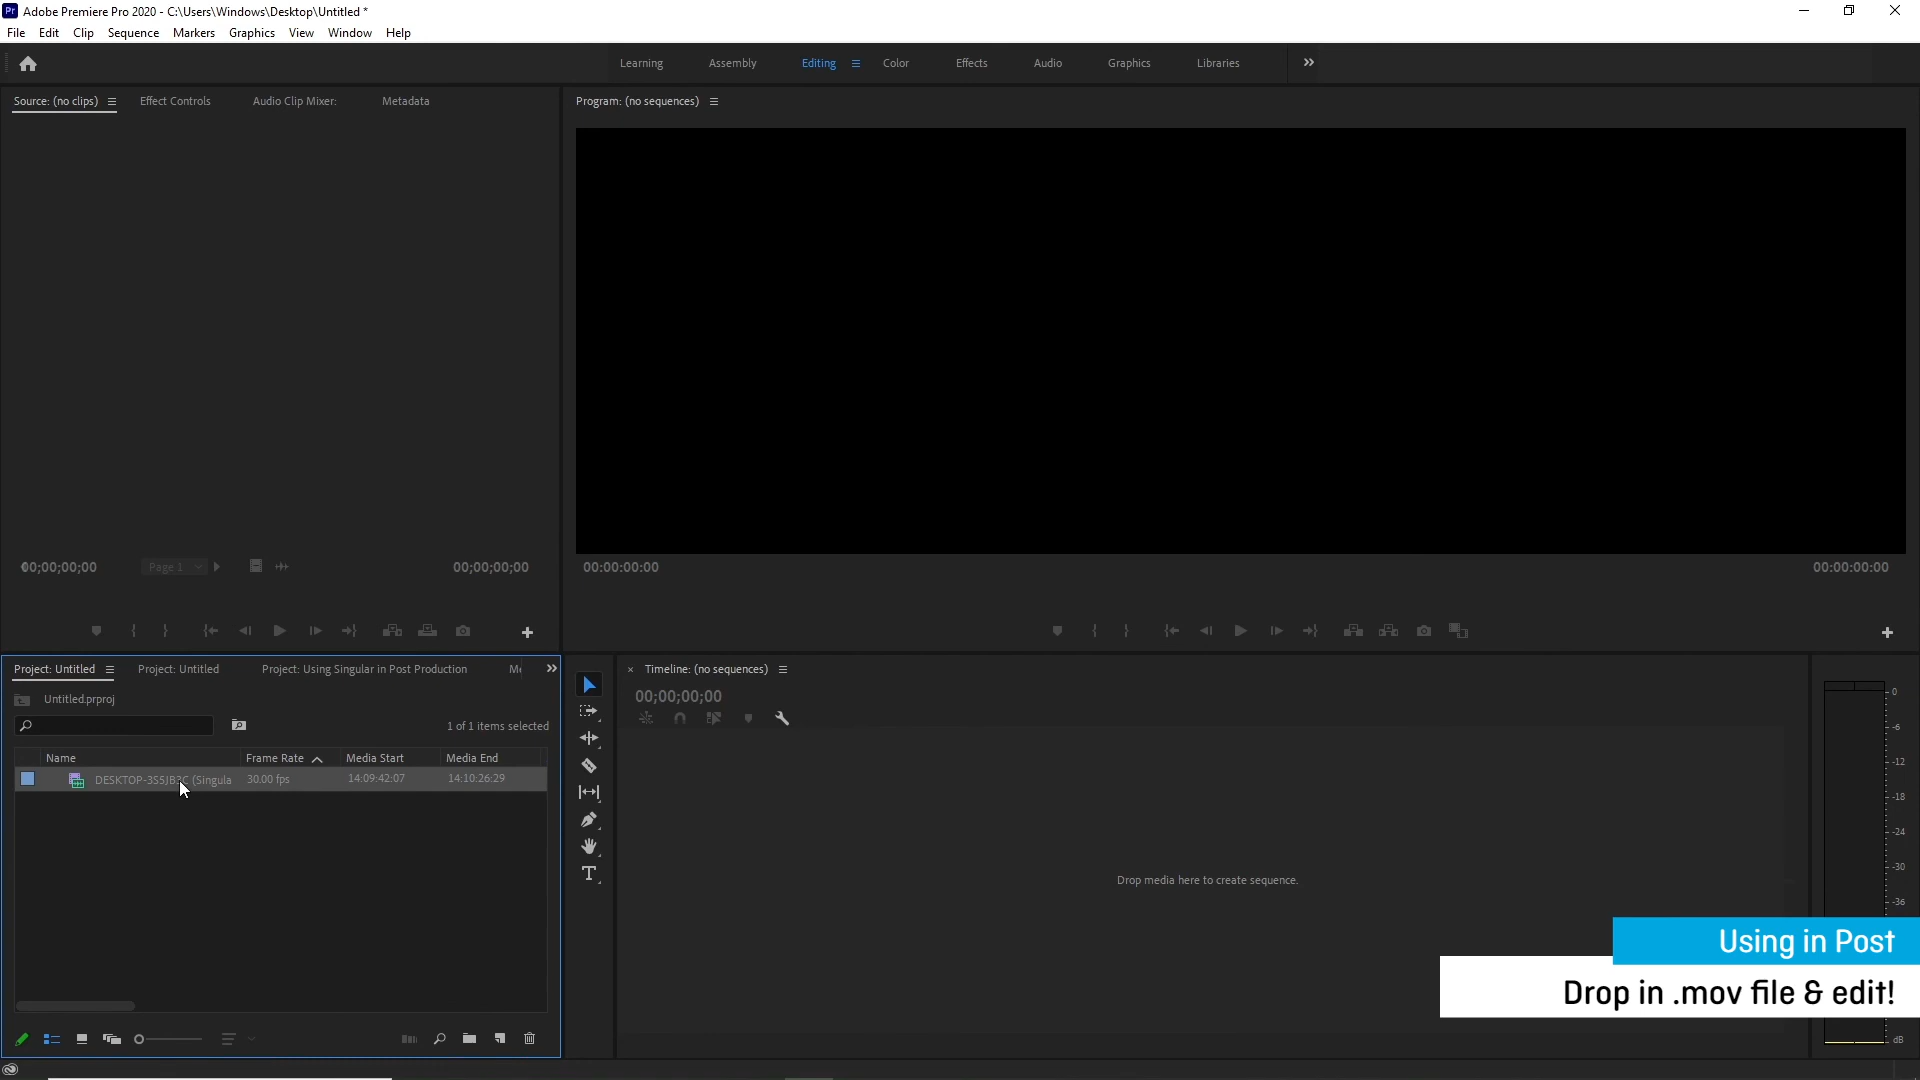 Pr Adobe Premiere Pro 2020 - C:\Users\Windows\Desktop\Untitled *
File Edit Clip Sequence Markers Graphics View Window Help
Learning Assembly Editing Color Effects Audio Graphics Libraries
Source: (no clips) Effect Controls Audio Clip Mixer: Metadata
Program: (no sequences)
00;00;00;00 Page 1 00;00;00;00
00:00:00:00 00:00:00:00
Project: Untitled Project: Untitled Project: Using Singular in Post Production
Untitled.prproj
1 of 1 items selected
Name Frame Rate Media Start Media End
DESKTOP-3S5JB3C (Singula 30.00 fps 14:09:42:07 14:10:26:29
Timeline: (no sequences)
00;00;00;00
Drop media here to create sequence.
0
-6
-12
-18
-24
-30
-36
dB
Using in Post
Drop in .mov file & edit!